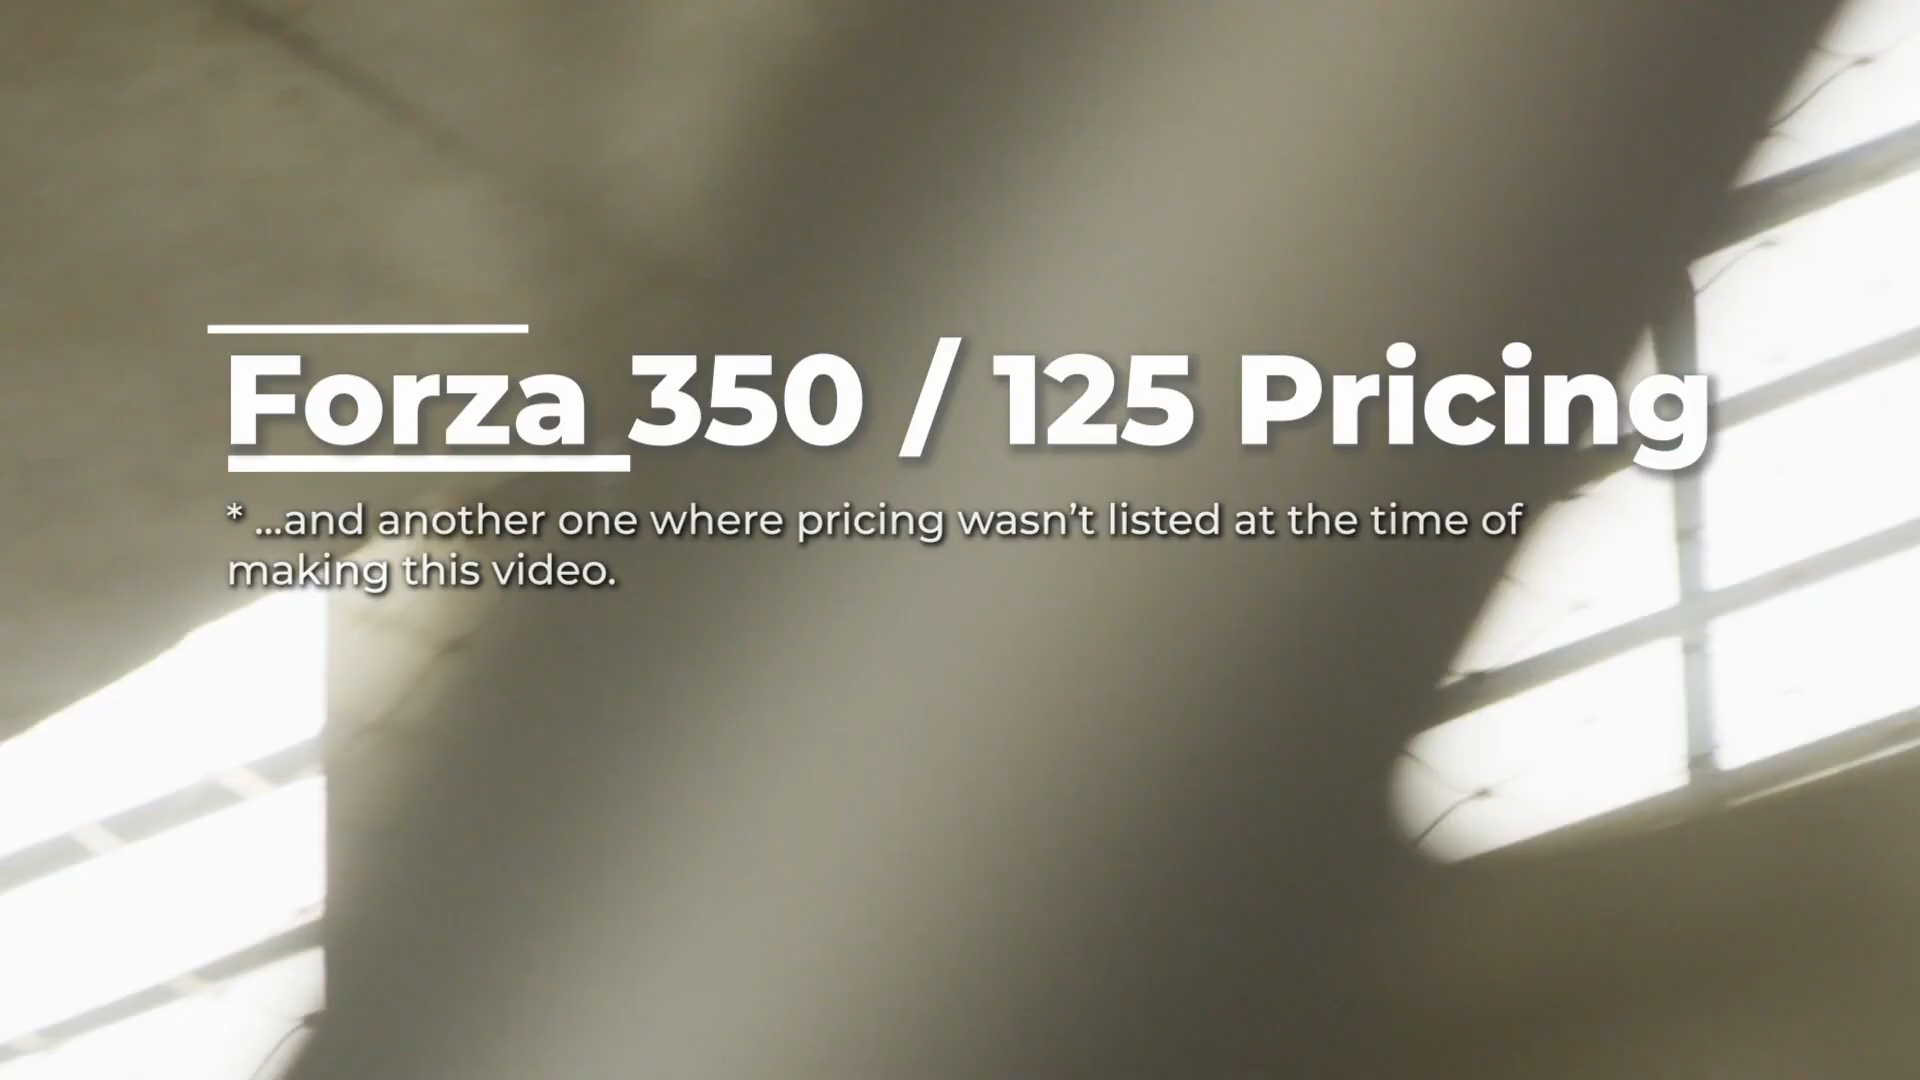 Forza 350 / 125 Pricing
* ...and another one where pricing wasn’t listed at the time of
making this video.